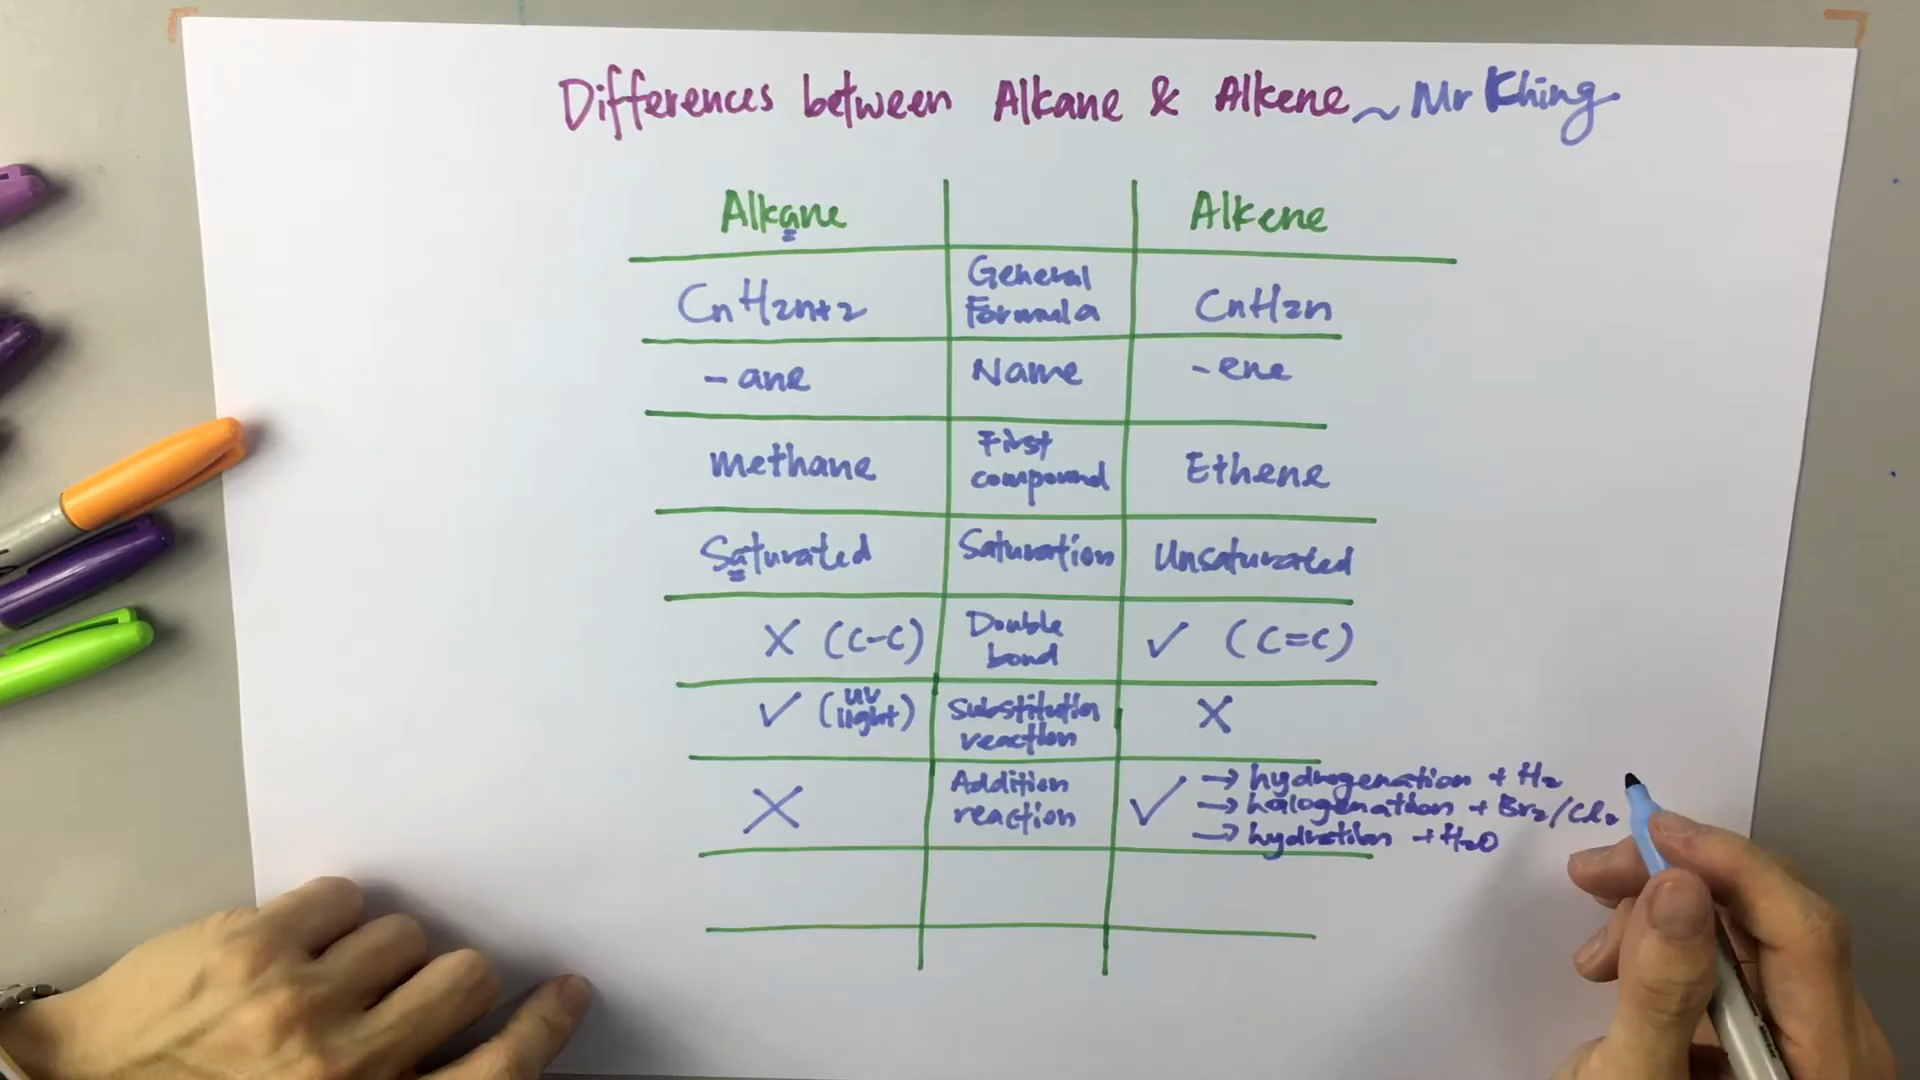 Differences between Alkane & Alkene ~ Mr Khing.
Alkane Alkene
CnH2n+2 General Formula CnH2n
- ane Name - ene
methane First compound Ethene
Saturated Saturation Unsaturated
X (C-C) Double bond ✓ (C=C)
✓ (UV light) Substitution reaction X
X Addition reaction ✓ → hydrogenation + H2
→ halogenation + Br2/Cl2
→ hydration + H2O